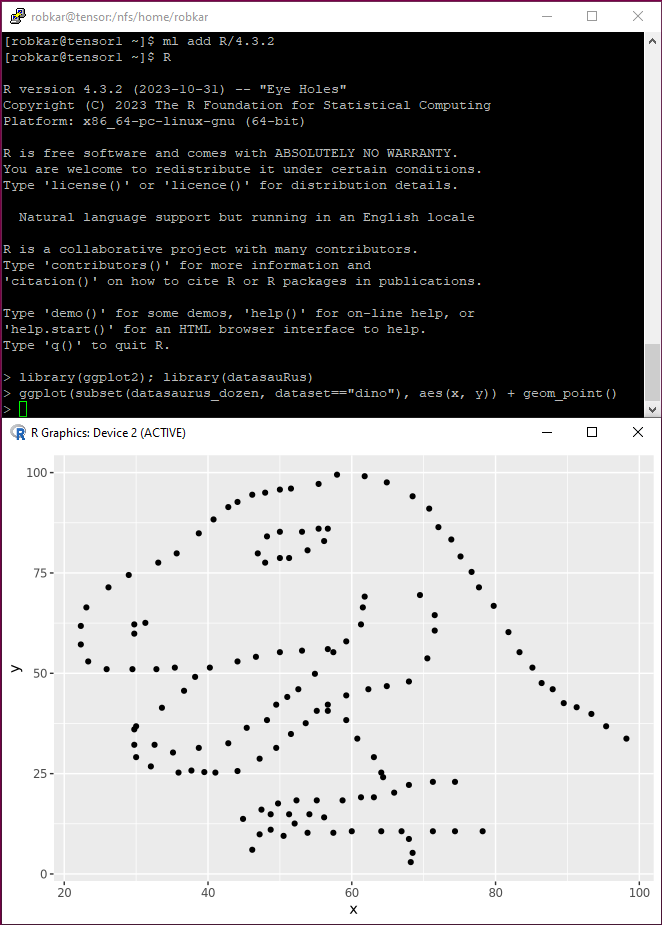 robkar@tensor1:/nfs/home/robkar
[robkar@tensor1 ~]$ ml add R/4.3.2
[robkar@tensor1 ~]$ R
R version 4.3.2 (2023-10-31) -- "Eye Holes"
Copyright (C) 2023 The R Foundation for Statistical Computing
Platform: x86_64-pc-linux-gnu (64-bit)
R is free software and comes with ABSOLUTELY NO WARRANTY.
You are welcome to redistribute it under certain conditions.
Type 'license()' or 'licence()' for distribution details.
Natural language support but running in an English locale
R is a collaborative project with many contributors.
Type 'contributors()' for more information and
'citation()' on how to cite R or R packages in publications.
Type 'demo()' for some demos, 'help()' for on-line help, or
'help.start()' for an HTML browser interface to help.
Type 'q()' to quit R.
> library(ggplot2); library(datasauRus)
> ggplot(subset(datasaurus_dozen, dataset=="dino"), aes(x, y)) + geom_point()
>
R Graphics: Device 2 (ACTIVE)
100
75
y
50
25
0
20 40 60 80 100
x